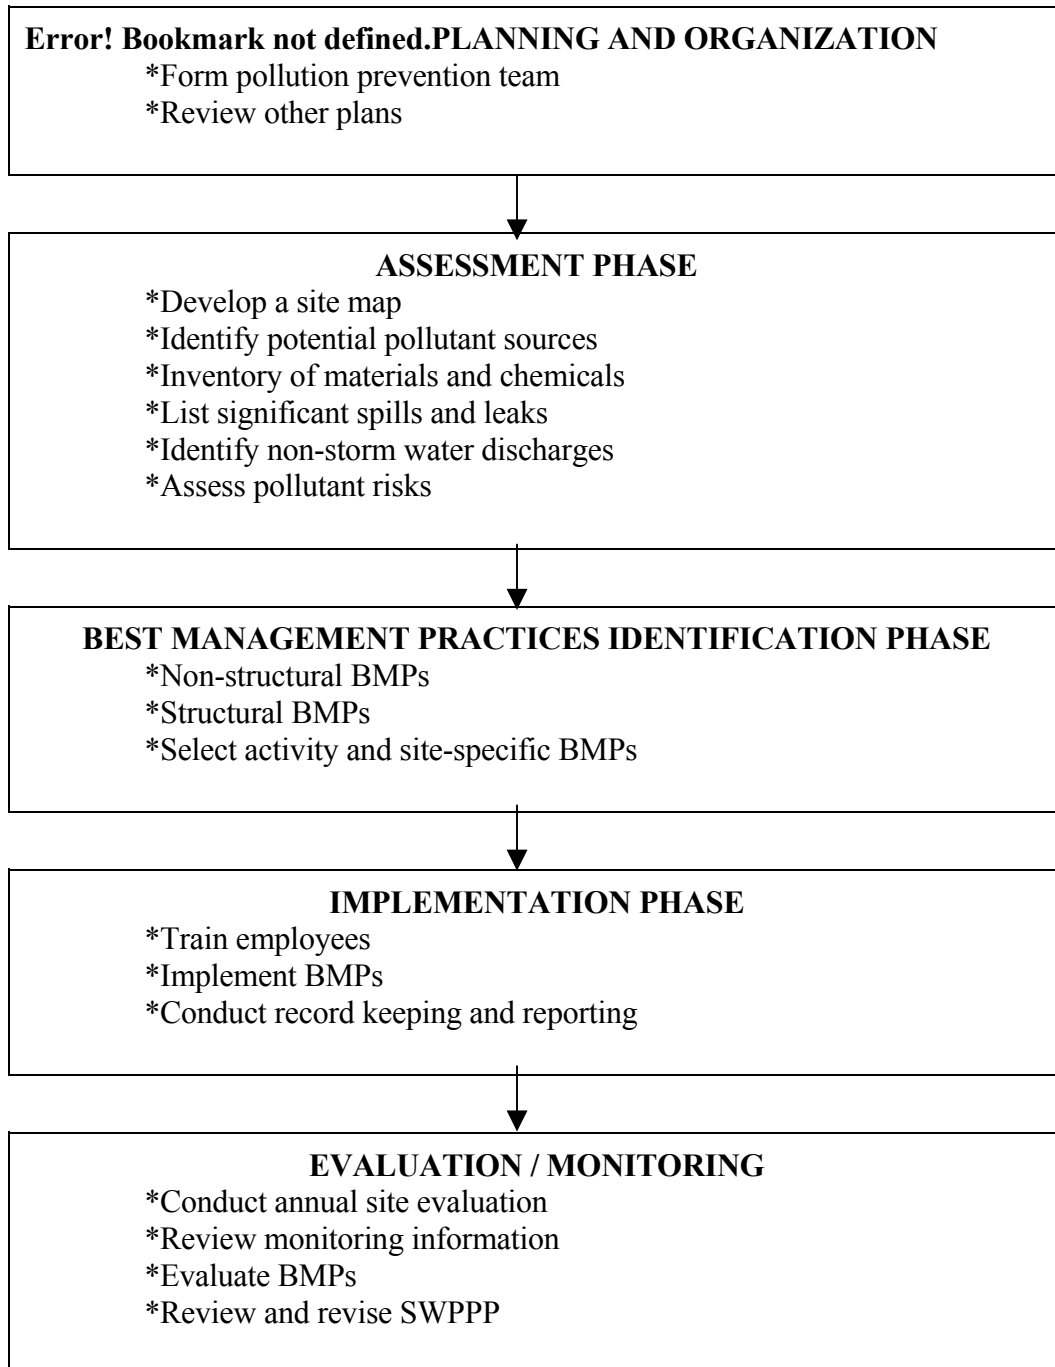 Error! Bookmark not defined.PLANNING AND ORGANIZATION
*Form pollution prevention team
*Review other plans
ASSESSMENT PHASE
*Develop a site map
*Identify potential pollutant sources
*Inventory of materials and chemicals
*List significant spills and leaks
*Identify non-storm water discharges
*Assess pollutant risks
BEST MANAGEMENT PRACTICES IDENTIFICATION PHASE
*Non-structural BMPs
*Structural BMPs
*Select activity and site-specific BMPs
IMPLEMENTATION PHASE
*Train employees
*Implement BMPs
*Conduct record keeping and reporting
EVALUATION / MONITORING
*Conduct annual site evaluation
*Review monitoring information
*Evaluate BMPs
*Review and revise SWPPP